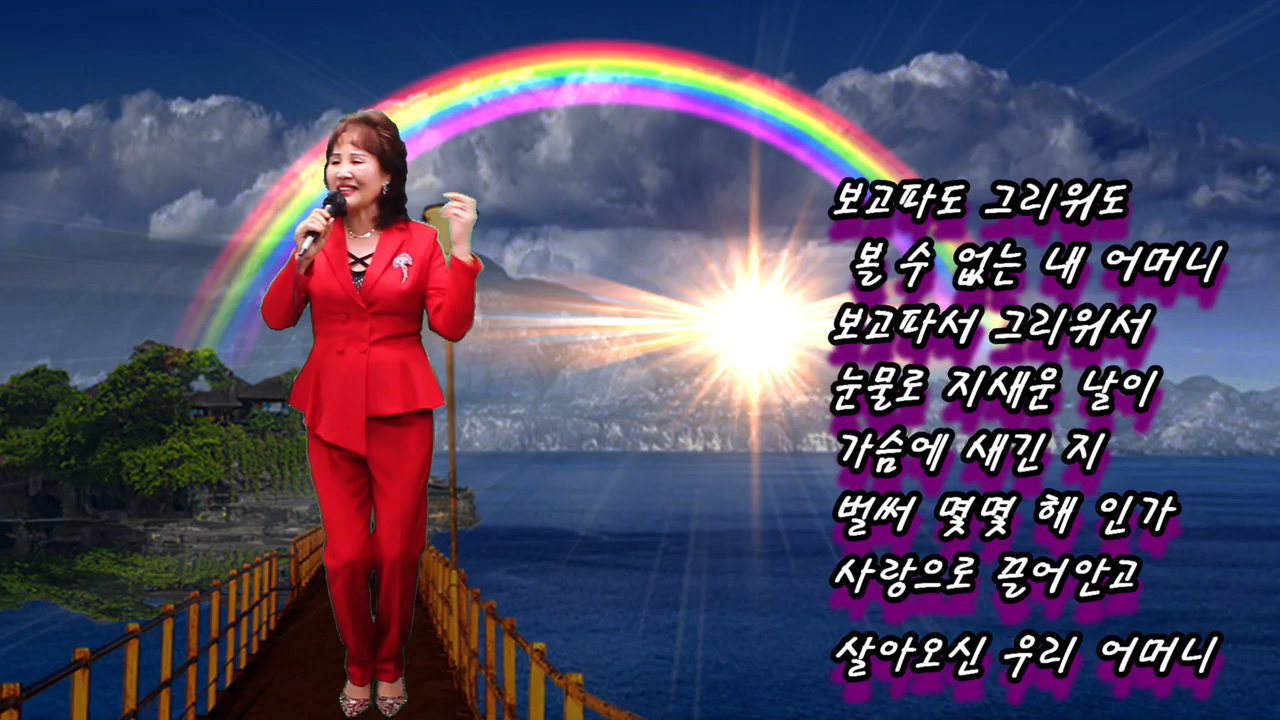 보고파도 그리워도
볼 수 없는 내 어머니
보고파서 그리워서
눈물로 지새운 날이
가슴에 새긴 지
벌써 몇몇 해 인가
사랑으로 끌어안고
살아오신 우리 어머니